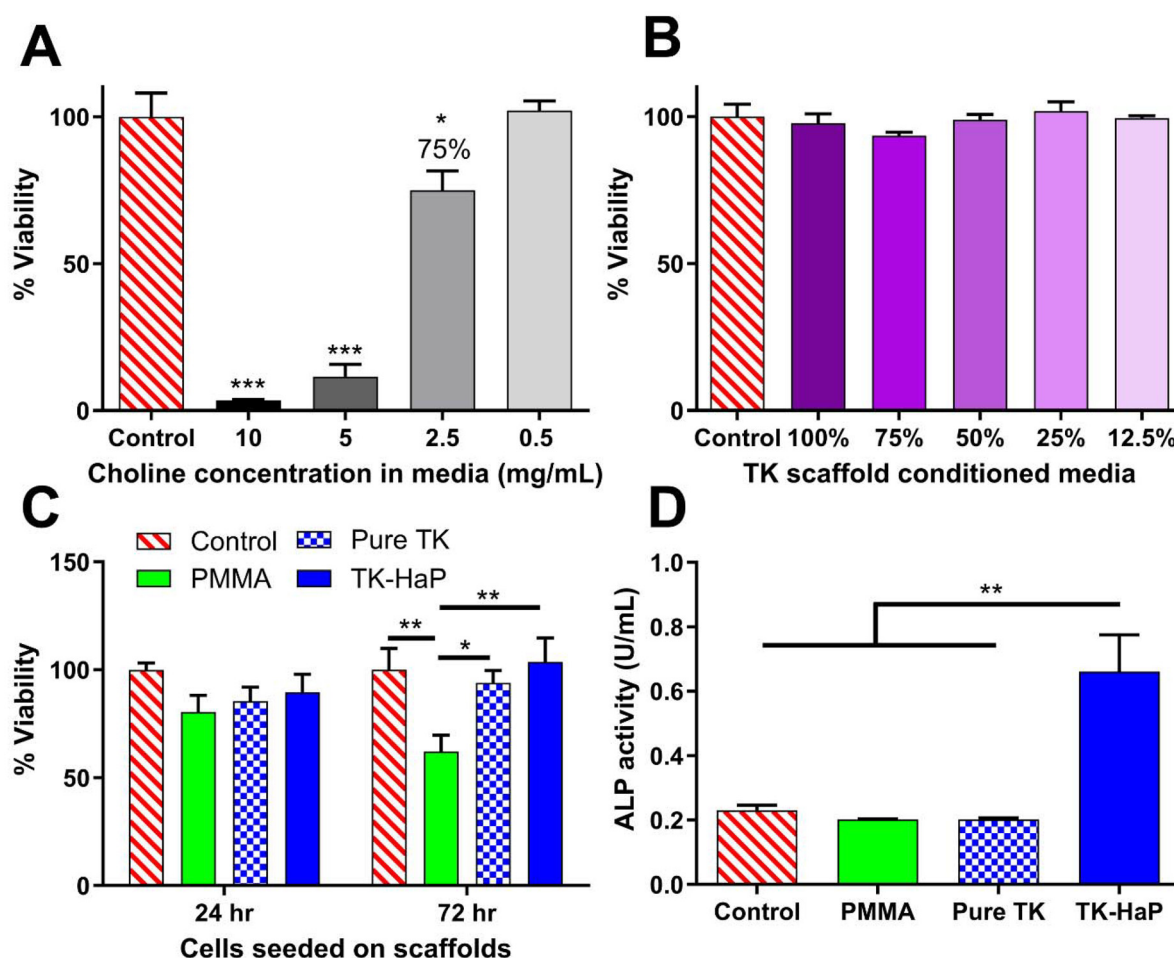 A
% Viability
100
50
0
***
***
*
75%
Control 10 5 2.5 0.5
Choline concentration in media (mg/mL)
B
% Viability
100
50
0
Control 100% 75% 50% 25% 12.5%
TK scaffold conditioned media
C
Control Pure TK
PMMA TK-HaP
% Viability
150
100
50
0
**
**
*
24 hr 72 hr
Cells seeded on scaffolds
D
ALP activity (U/mL)
1.0
0.8
0.6
0.4
0.2
0.0
**
Control PMMA Pure TK TK-HaP